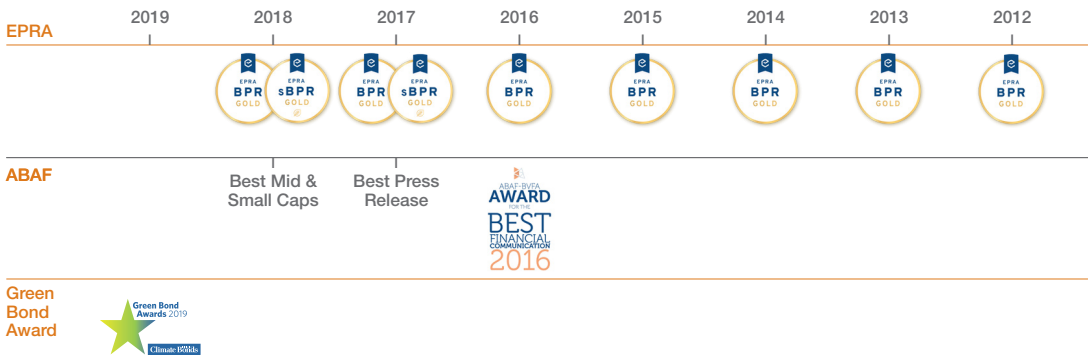 EPRA
2019
2018
2017
2016
2015
2014
2013
2012
EPRA
BPR
GOLD
EPRA
sBPR
GOLD
EPRA
BPR
GOLD
EPRA
sBPR
GOLD
EPRA
BPR
GOLD
EPRA
BPR
GOLD
EPRA
BPR
GOLD
EPRA
BPR
GOLD
EPRA
BPR
GOLD
ABAF
Best Mid &
Small Caps
Best Press
Release
ABAF-BVFA
AWARD
FOR THE
BEST
FINANCIAL
COMMUNICATION
2016
Green
Bond
Award
Green Bond
Awards 2019
Climate Bonds